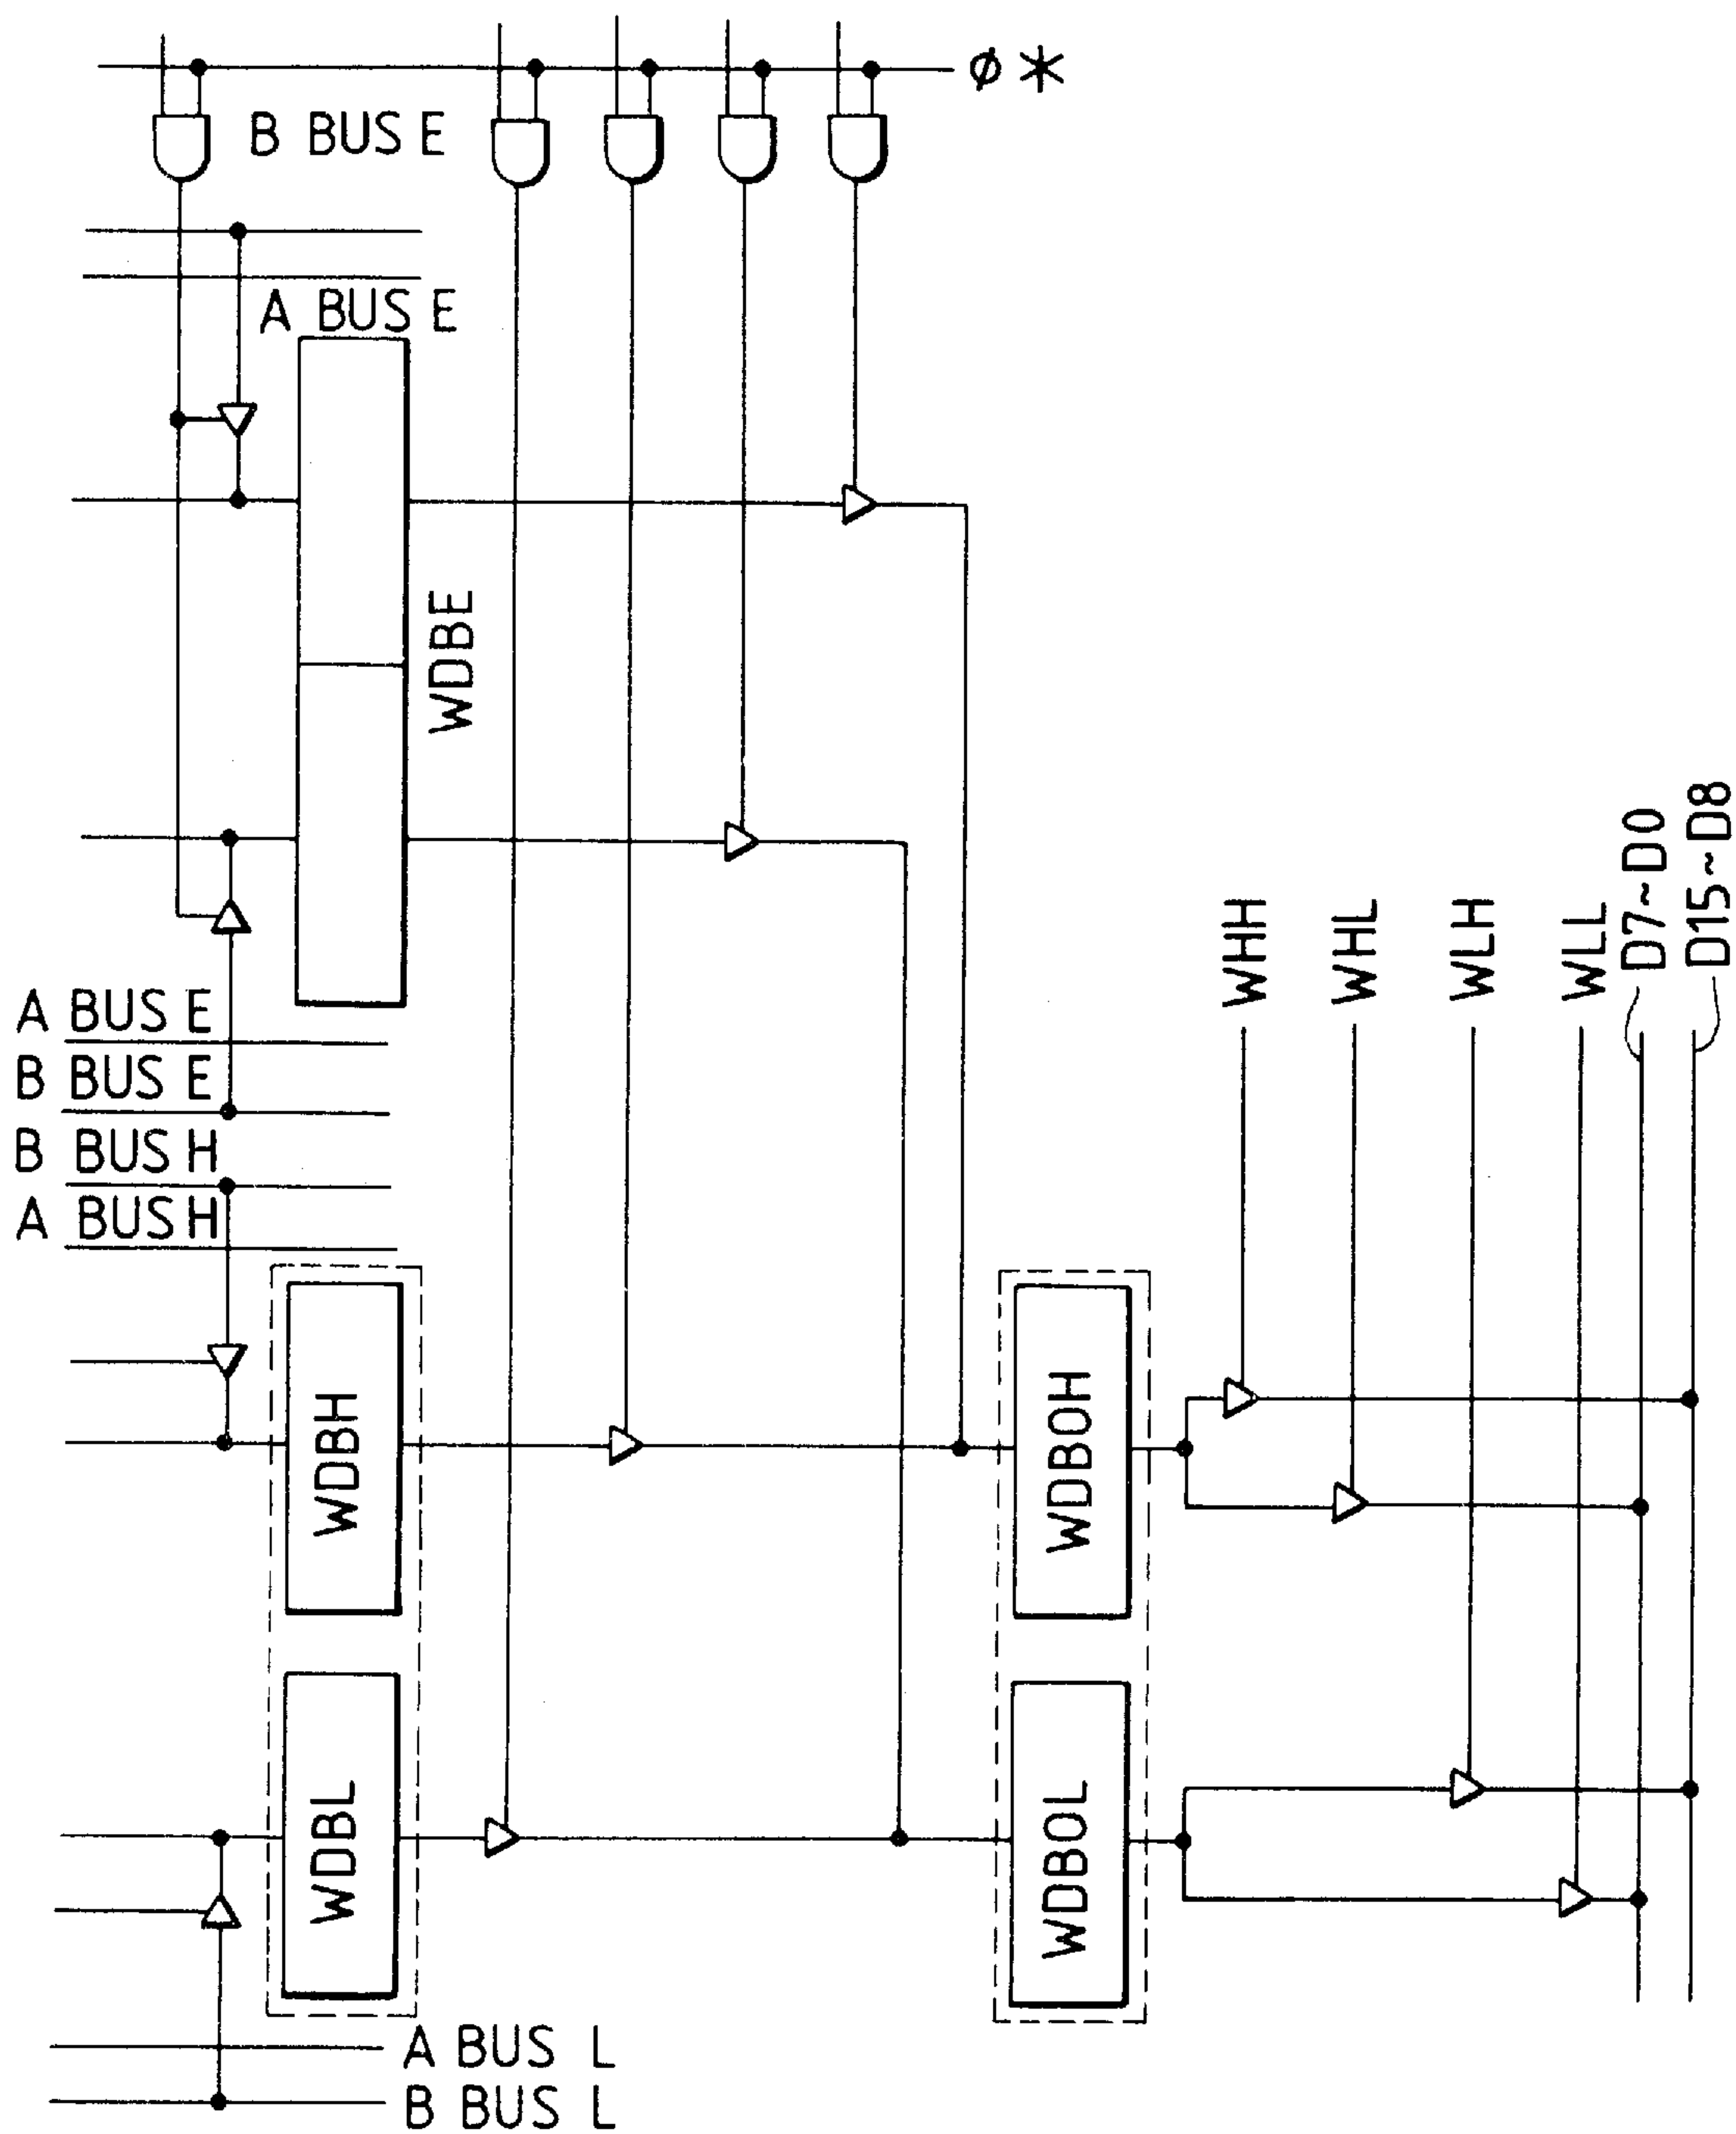 ø *
B BUS E
A BUS E
WDBE
D7~D0
D15~D8
WHH
WHL
WLH
WLL
A BUS E
B BUS E
B BUS H
A BUS H
WDBH
WDBOH
WDBL
WDBOL
A BUS L
B BUS L